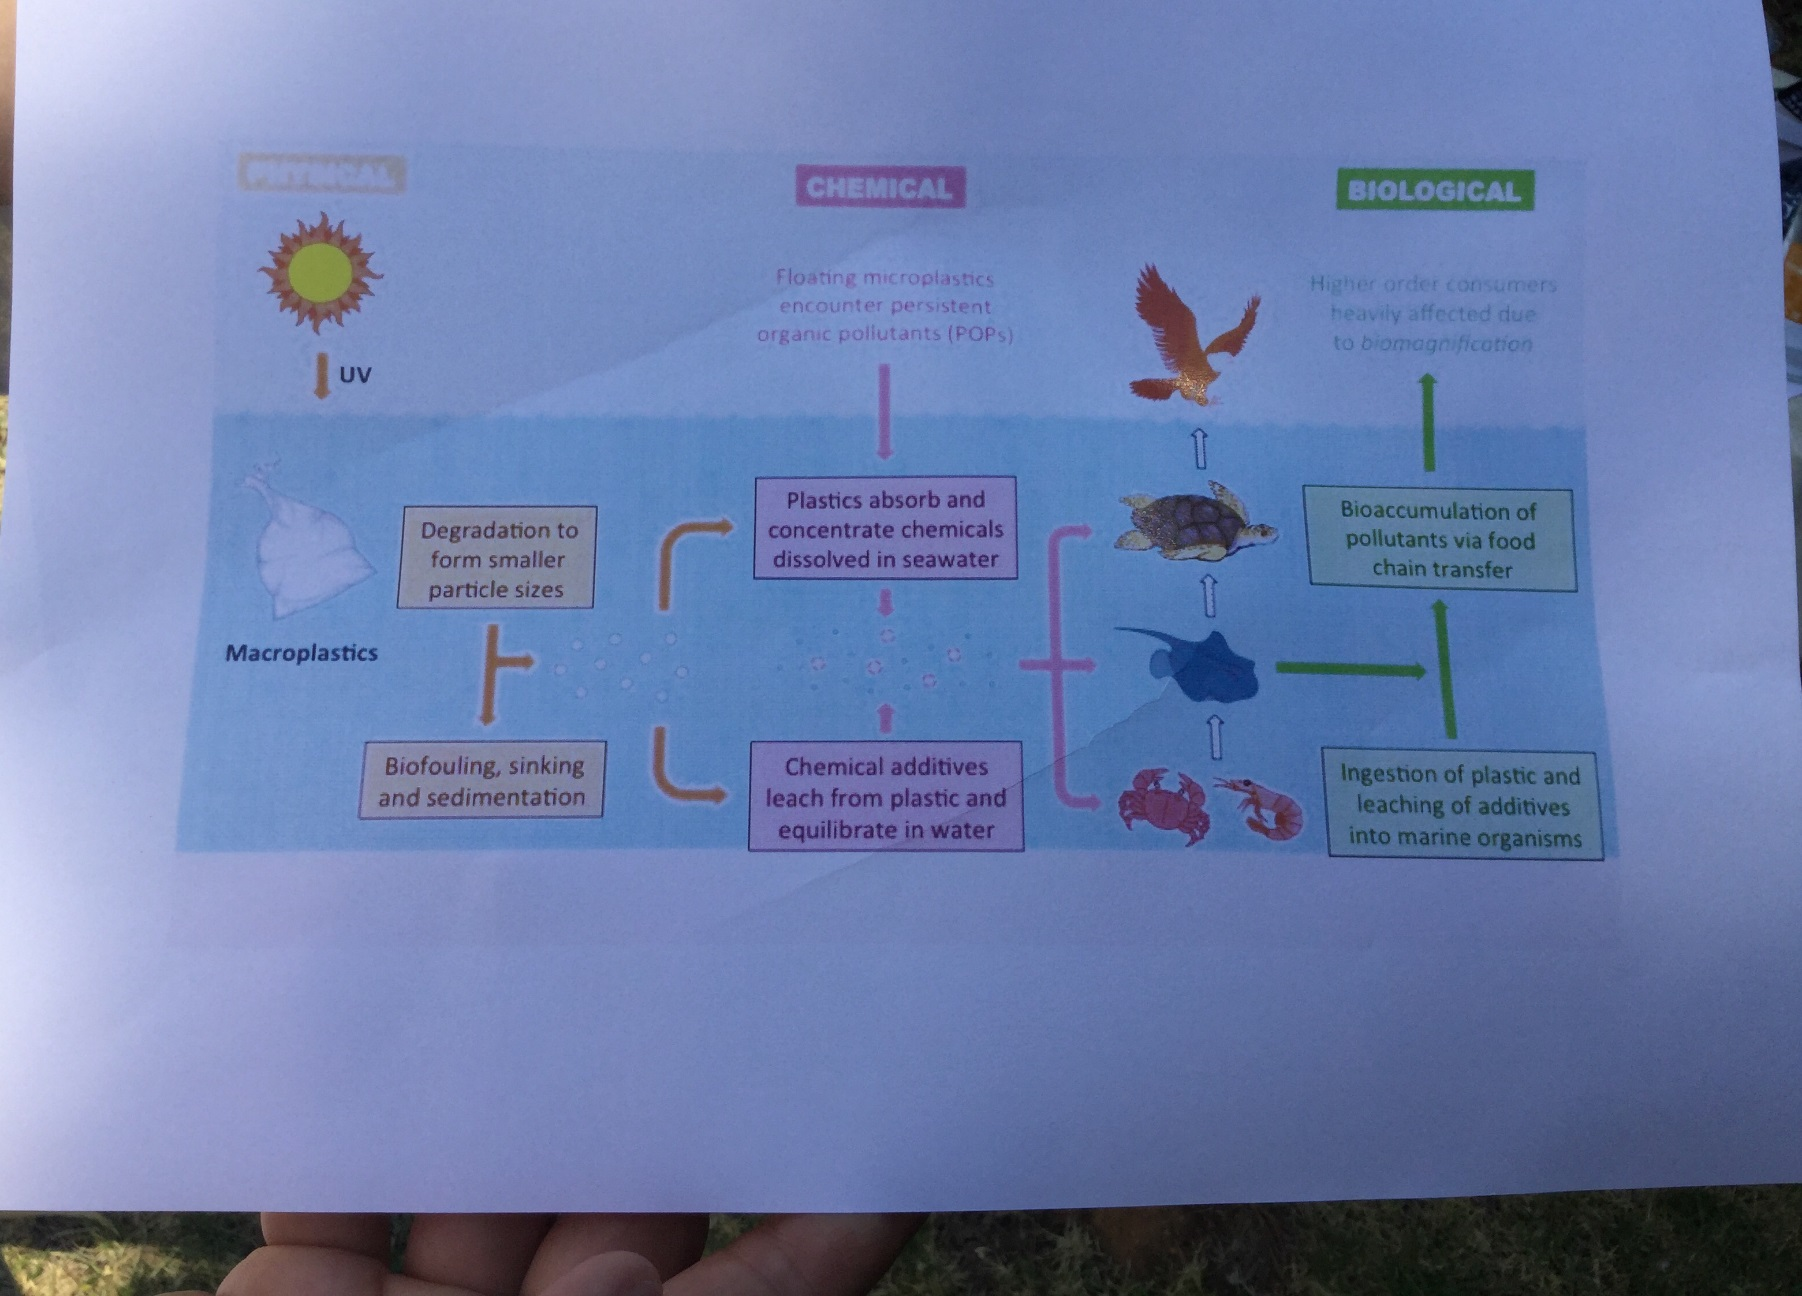 PHYSICAL
UV
Macroplastics
Degradation to
form smaller
particle sizes
Biofouling, sinking
and sedimentation
CHEMICAL
Floating microplastics
encounter persistent
organic pollutants (POPs)
Plastics absorb and
concentrate chemicals
dissolved in seawater
Chemical additives
leach from plastic and
equilibrate in water
BIOLOGICAL
Higher order consumers
heavily affected due
to biomagnification
Bioaccumulation of
pollutants via food
chain transfer
Ingestion of plastic and
leaching of additives
into marine organisms